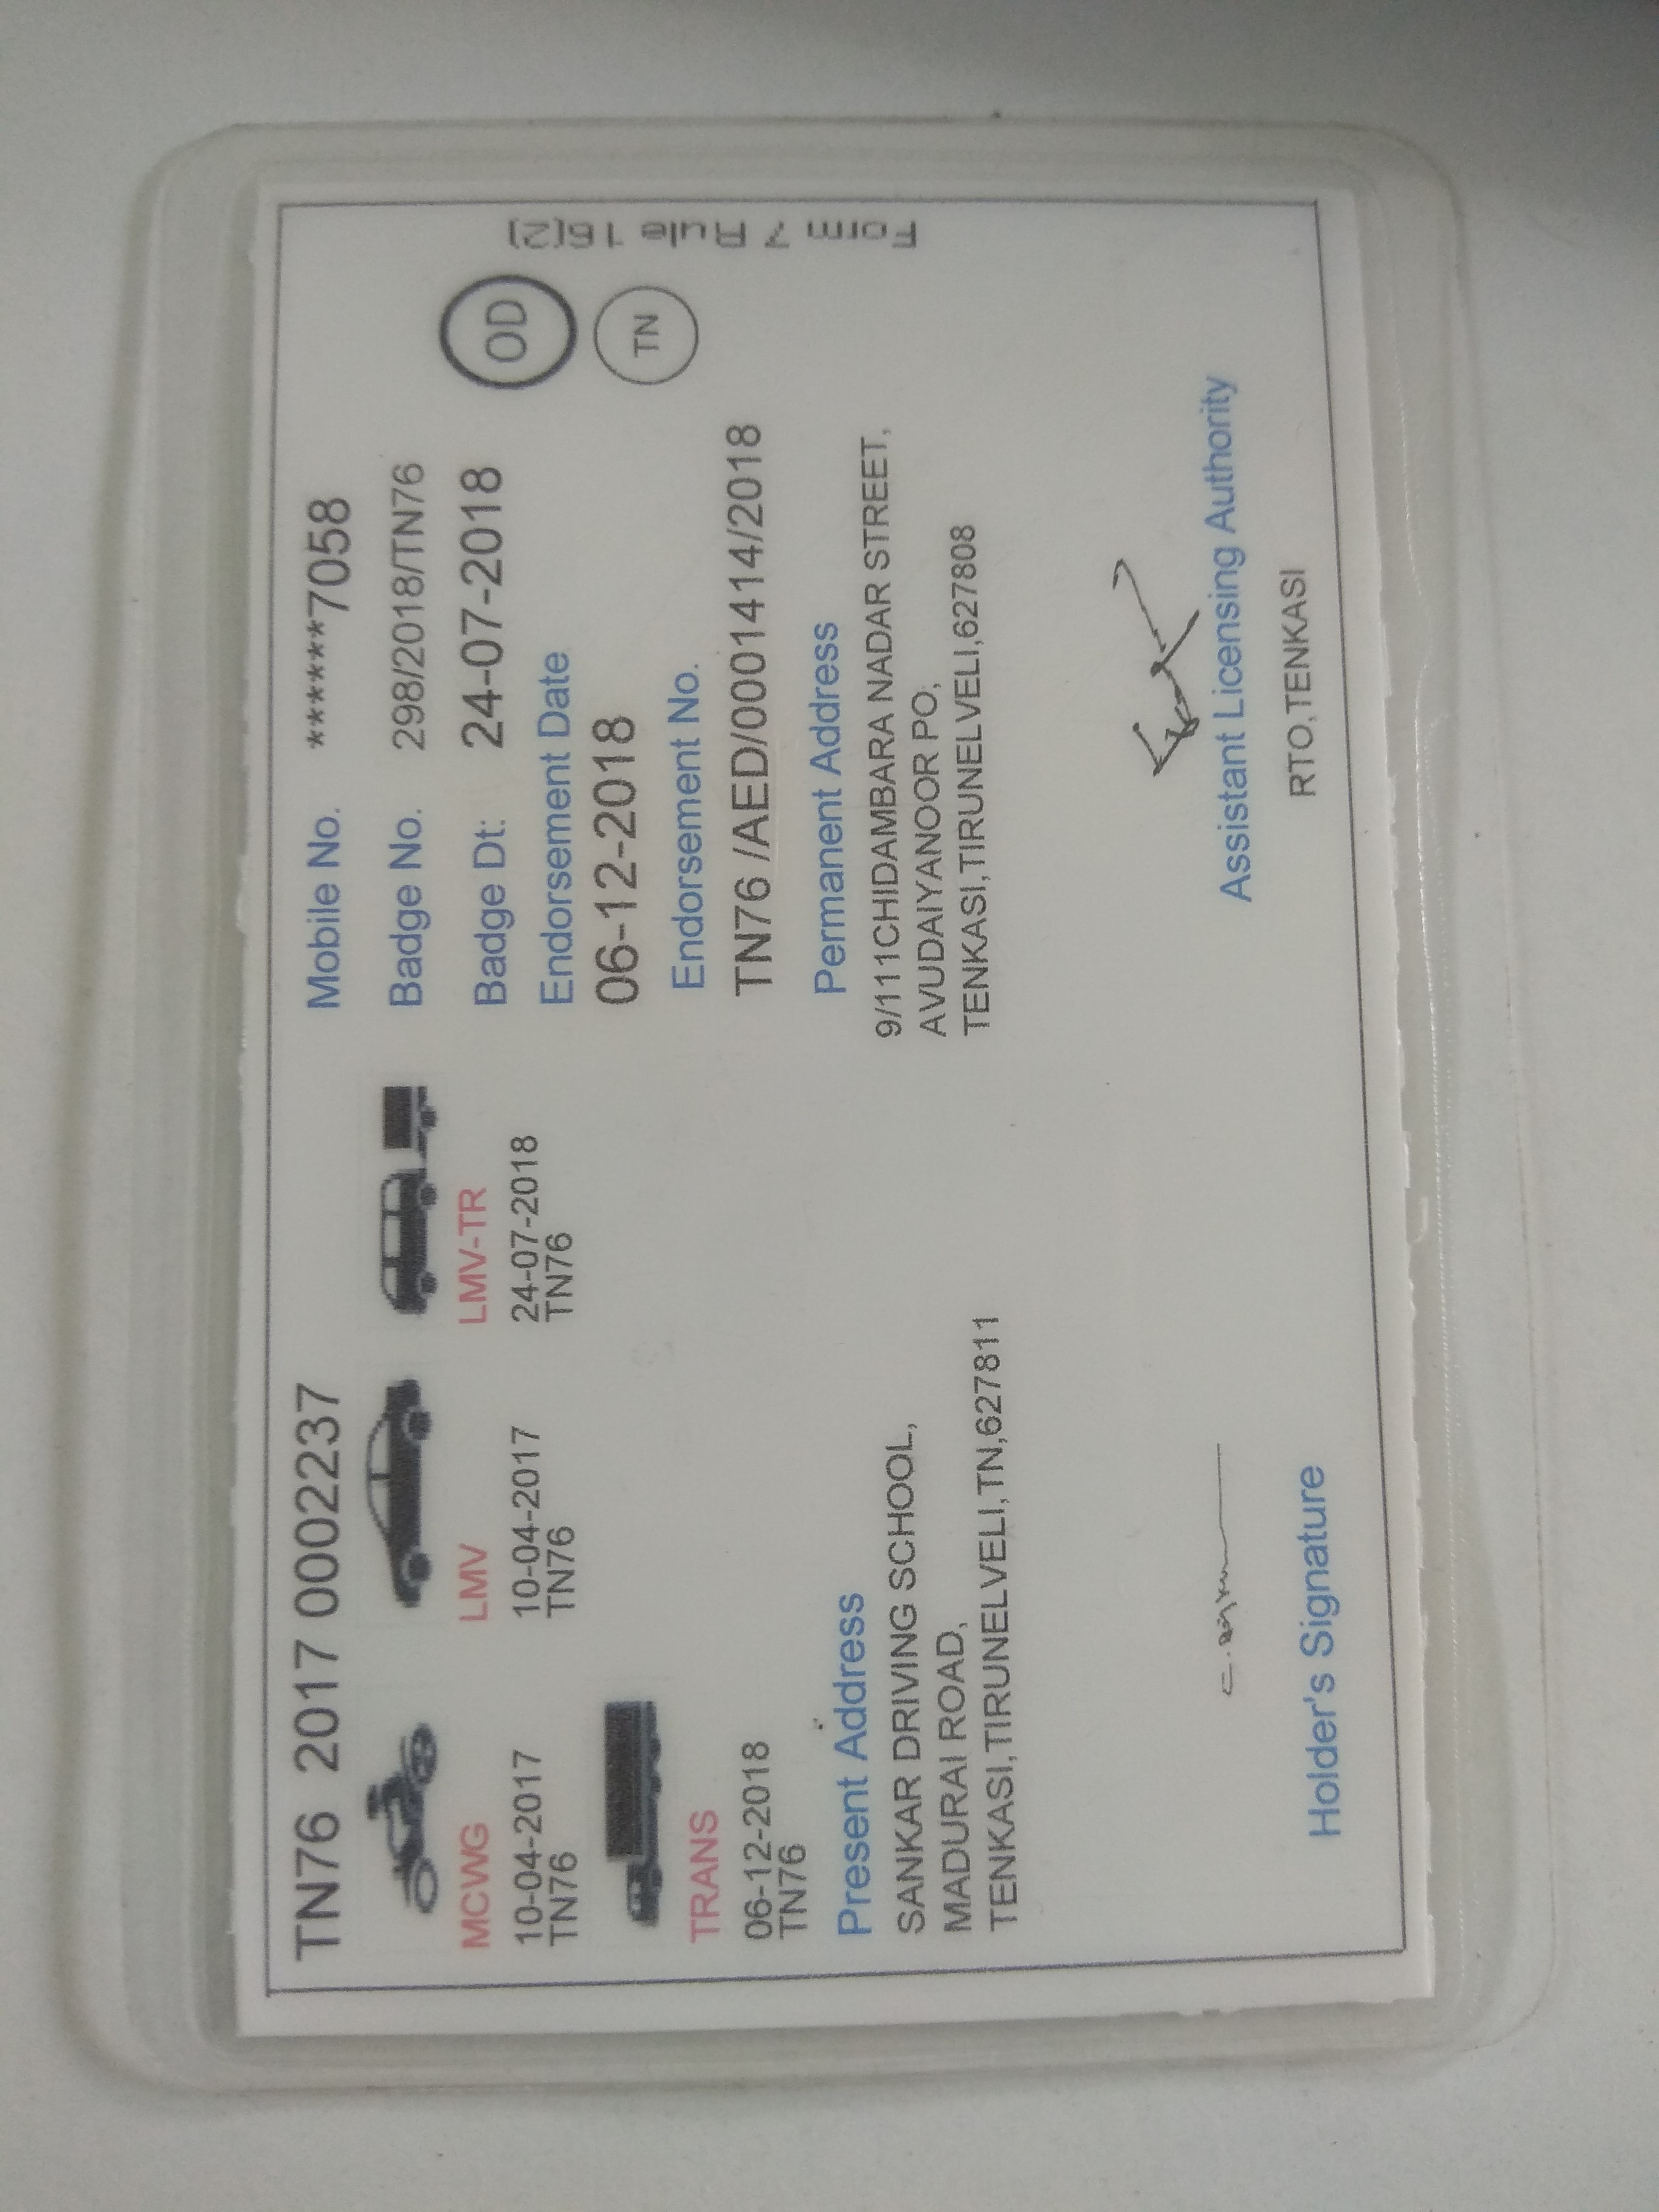 TN76 2017 0002237
MCWG
10-04-2017
TN76
LMV
10-04-2017
TN76
LMV-TR
24-07-2018
TN76
TRANS
06-12-2018
TN76
Mobile No. ******7058
Badge No. 298/2018/TN76
Badge Dt: 24-07-2018
Endorsement Date
06-12-2018
Endorsement No.
TN76 /AED/0001414/2018
OD
TN
Form 7 Rule 16(2)
Present Address
SANKAR DRIVING SCHOOL,
MADURAI ROAD,
TENKASI,TIRUNELVELI,TN,627811
Permanent Address
9/111CHIDAMBARA NADAR STREET,
AVUDAIYANOOR PO,
TENKASI,TIRUNELVELI,627808
Holder's Signature
Assistant Licensing Authority
RTO,TENKASI